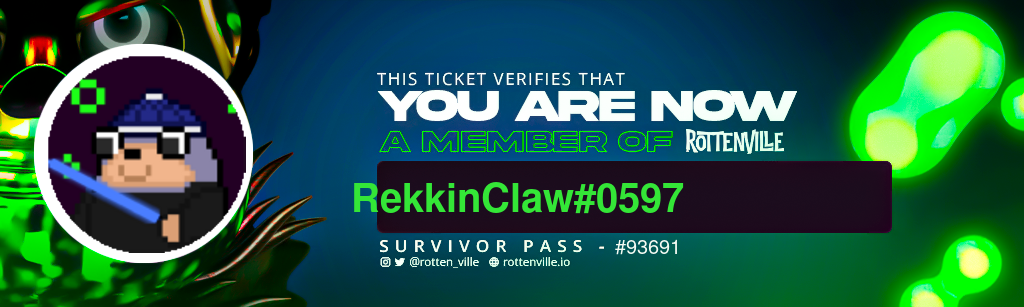 THIS TICKET VERIFIES THAT
YOU ARE NOW
A MEMBER OF ROTTENVILLE
RekkinClaw#0597
SURVIVOR PASS - #93691
@rotten_ville rottenville.io